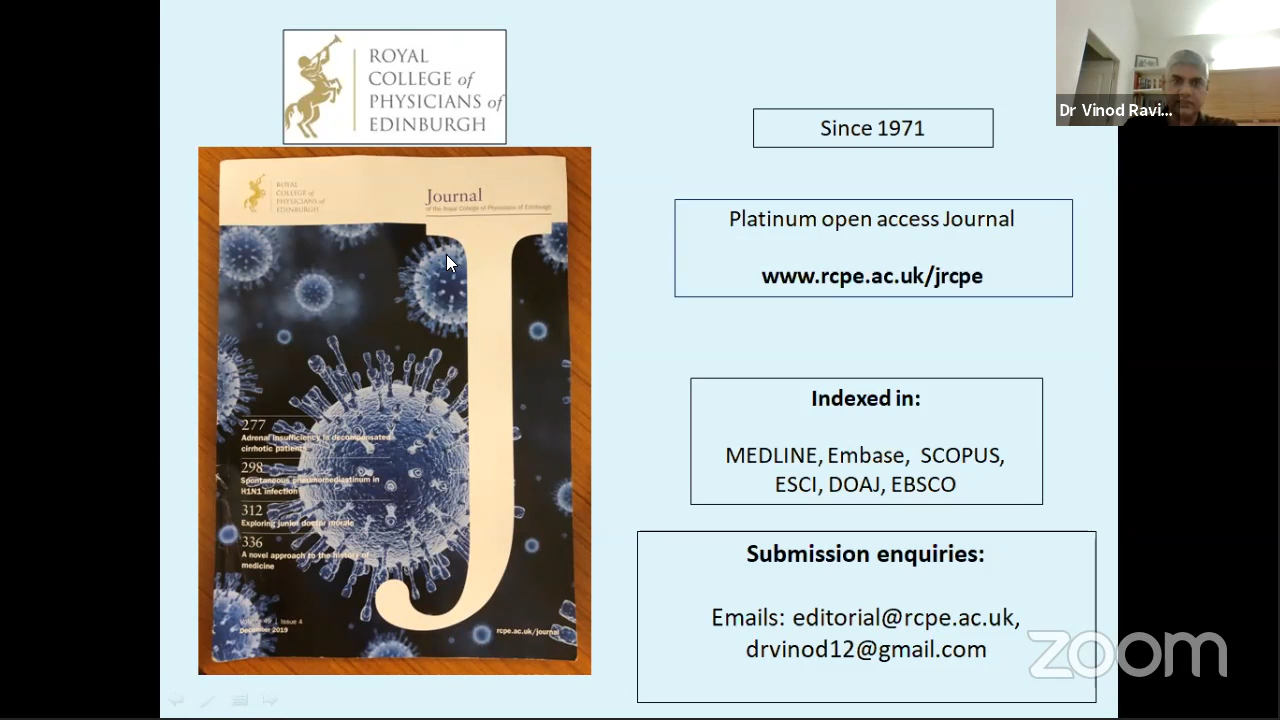 ROYAL
COLLEGE of
PHYSICIANS of
EDINBURGH
ROYAL
COLLEGE of
PHYSICIANS of
EDINBURGH
Journal
of the Royal College of Physicians of Edinburgh
277
Adrenal insufficiency in decompensated
cirrhotic patients
298
Spontaneous pneumomediastinum in
H1N1 infection
312
Exploring junior doctor morale
336
A novel approach to the history of
medicine
Volume 49 | Issue 4
December 2019
rcpe.ac.uk/journal
Since 1971
Platinum open access Journal
www.rcpe.ac.uk/jrcpe
Indexed in:
MEDLINE, Embase, SCOPUS,
ESCI, DOAJ, EBSCO
Submission enquiries:
Emails: editorial@rcpe.ac.uk,
drvinod12@gmail.com
Dr Vinod Ravi...
zoom